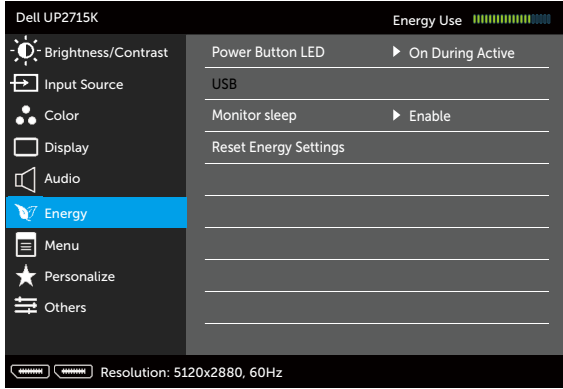 Dell UP2715K
Energy Use
Brightness/Contrast
Input Source
Color
Display
Audio
Energy
Menu
Personalize
Others
Power Button LED
On During Active
USB
Monitor sleep
Enable
Reset Energy Settings
Resolution: 5120x2880, 60Hz